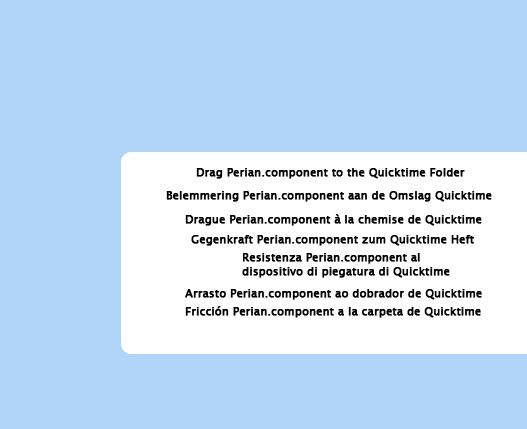 Drag Perian.component to the Quicktime Folder
Belemmering Perian.component aan de Omslag Quicktime
Drague Perian.component à la chemise de Quicktime
Gegenkraft Perian.component zum Quicktime Heft
Resistenza Perian.component al
dispositivo di piegatura di Quicktime
Arrasto Perian.component ao dobrador de Quicktime
Fricción Perian.component a la carpeta de Quicktime